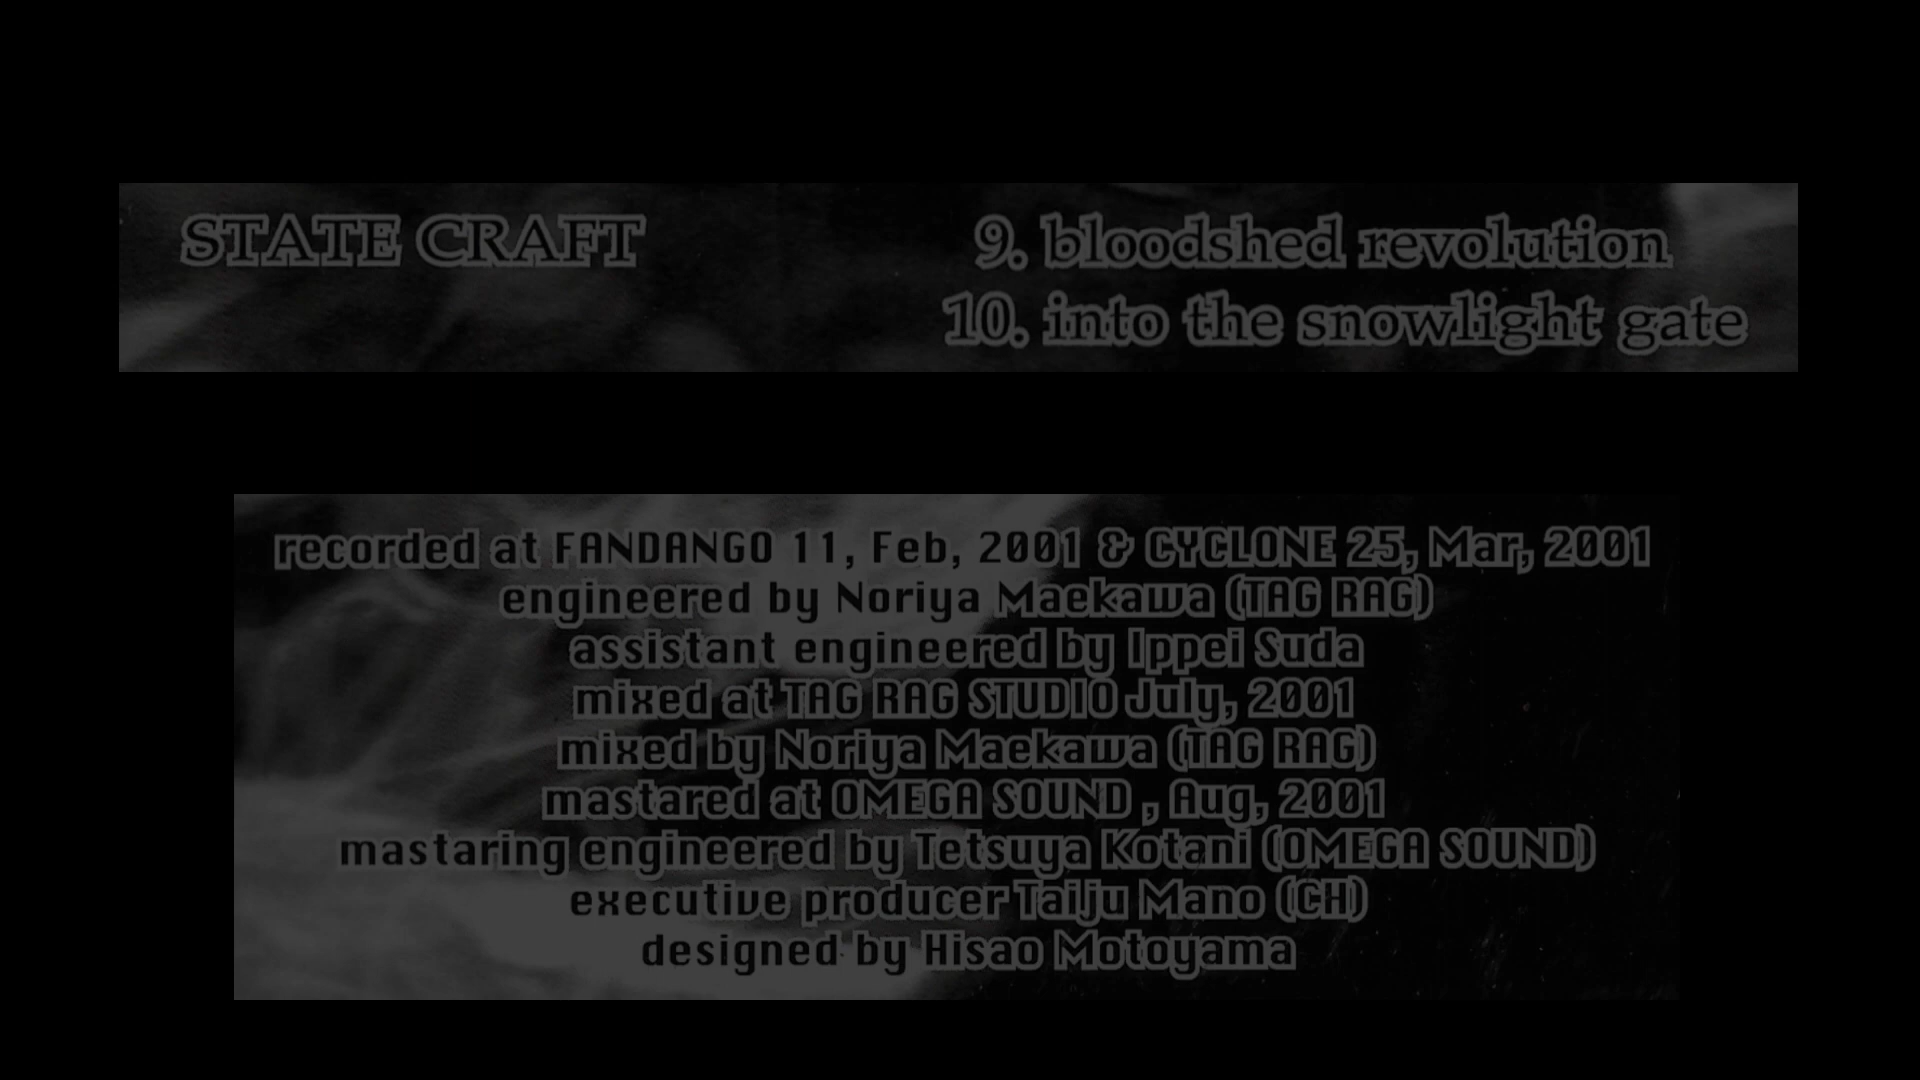 STATE CRAFT
9. bloodshed revolution
10. into the snowlight gate
recorded at FANDANGO 11, Feb, 2001 & CYCLONE 25, Mar, 2001
engineered by Noriya Maekawa (TAG RAG)
assistant engineered by Ippei Suda
mixed at TAG RAG STUDIO July, 2001
mixed by Noriya Maekawa (TAG RAG)
mastared at OMEGA SOUND , Aug, 2001
mastaring engineered by Tetsuya Kotani (OMEGA SOUND)
executive producer Taiju Mano (CH)
designed by Hisao Motoyama